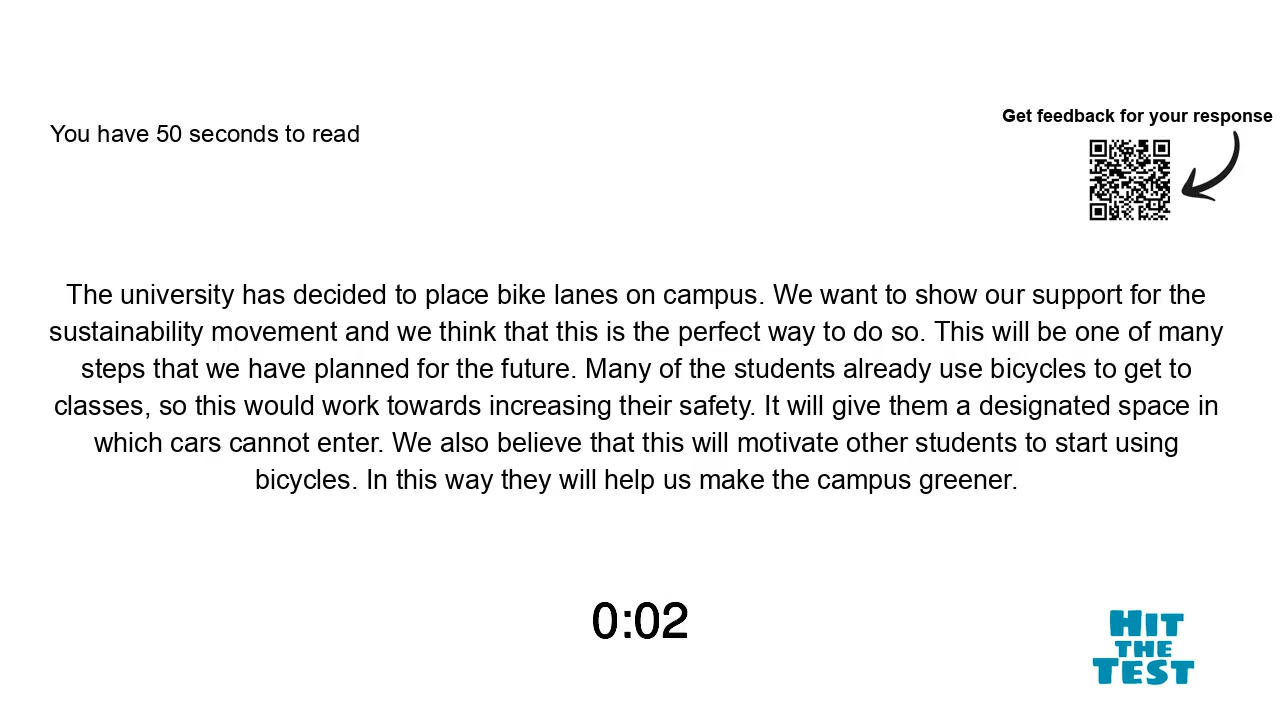 Get feedback for your response
You have 50 seconds to read
The university has decided to place bike lanes on campus. We want to show our support for the
sustainability movement and we think that this is the perfect way to do so. This will be one of many
steps that we have planned for the future. Many of the students already use bicycles to get to
classes, so this would work towards increasing their safety. It will give them a designated space in
which cars cannot enter. We also believe that this will motivate other students to start using
bicycles. In this way they will help us make the campus greener.
0:02
HIT
THE
TEST